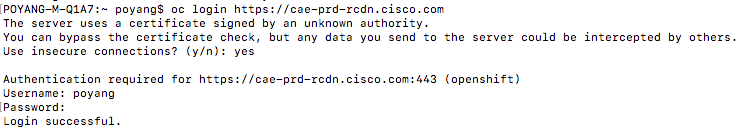 POYANG-M-Q1A7:~ poyang$ oc login https://cae-prd-rcdn.cisco.com
The server uses a certificate signed by an unknown authority.
You can bypass the certificate check, but any data you send to the server could be intercepted by others.
Use insecure connections? (y/n): yes
Authentication required for https://cae-prd-rcdn.cisco.com:443 (openshift)
Username: poyang
Password:
Login successful.